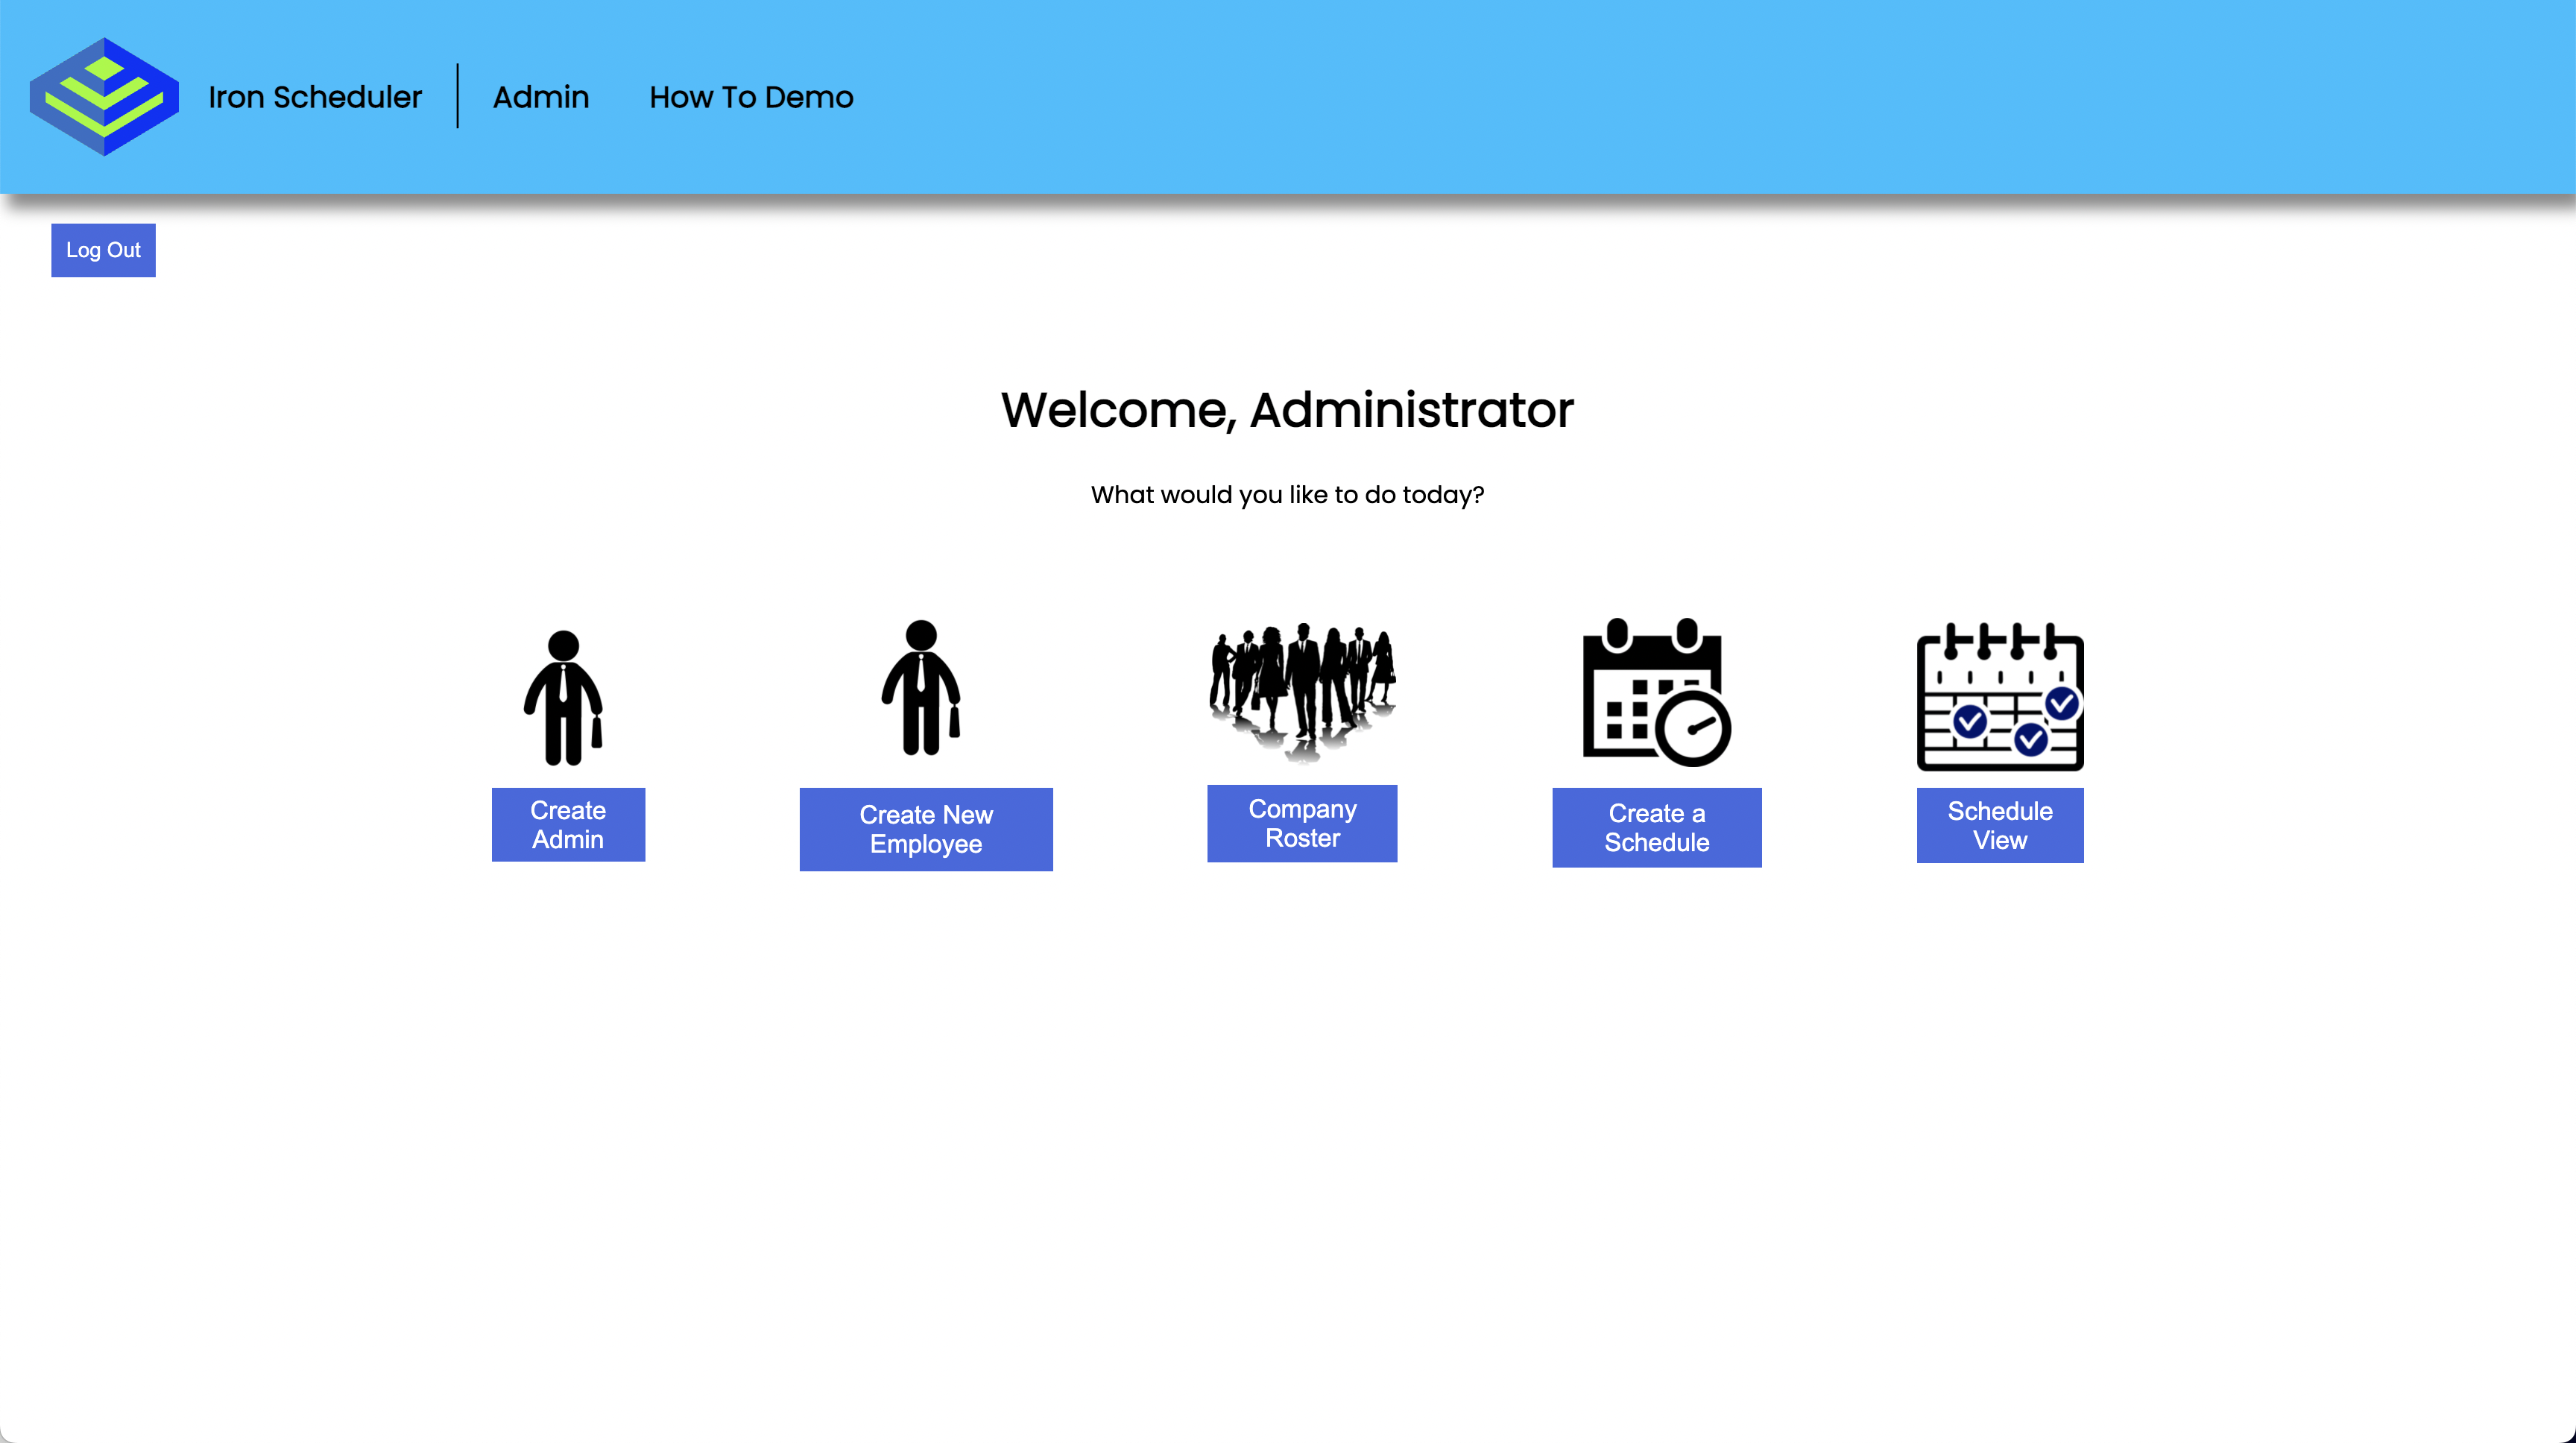 Iron Scheduler
Admin
How To Demo
Log Out
Welcome, Administrator
What would you like to do today?
Create
Admin
Create New
Employee
Company
Roster
Create a
Schedule
Schedule
View